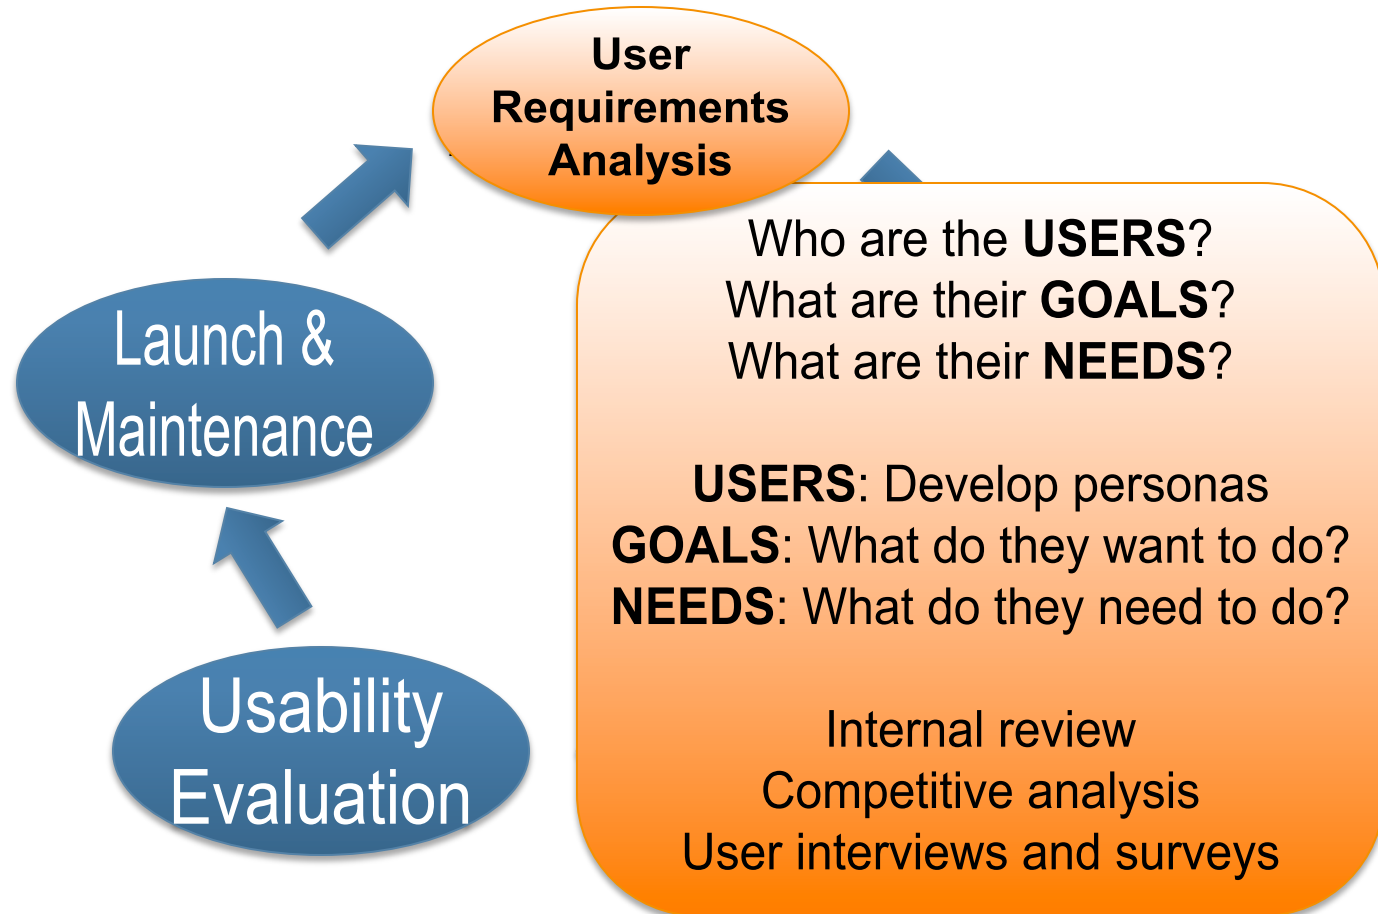 User
Requirements
Analysis
Who are the USERS?
What are their GOALS?
What are their NEEDS?
USERS: Develop personas
GOALS: What do they want to do?
NEEDS: What do they need to do?
Internal review
Competitive analysis
User interviews and surveys
Launch &
Maintenance
Usability
Evaluation